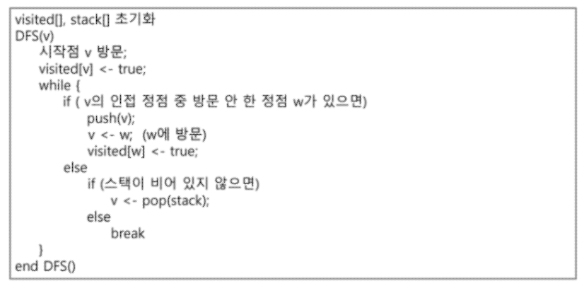 visited[], stack[] 초기화
DFS(v)
시작점 v 방문;
visited[v] <- true;
while {
if ( v의 인접 정점 중 방문 안 한 정점 w가 있으면)
push(v);
v <- w;  (w에 방문)
visited[w] <- true;
else
if (스택이 비어 있지 않으면)
v <- pop(stack);
else
break
}
end DFS()